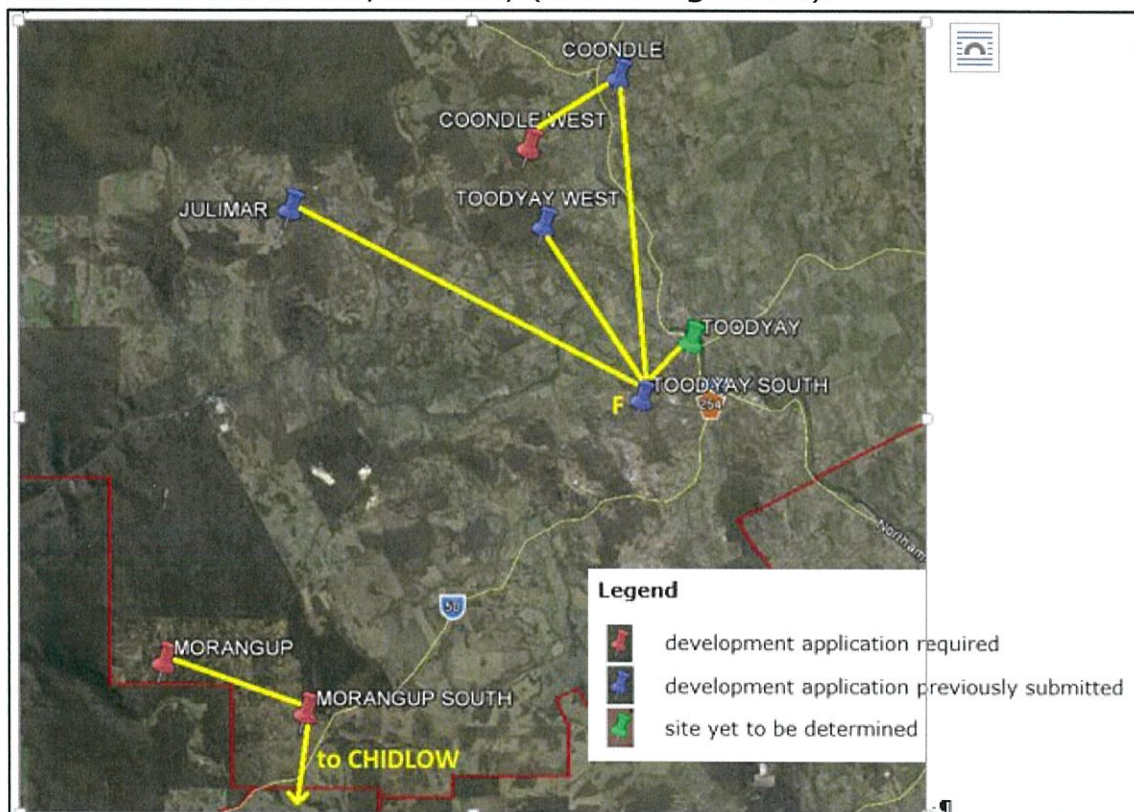 COONDLE
COONDLE WEST
TOODYAY WEST
JULIMAR
TOODYAY
TOODYAY SOUTH
F
254
Northam
50
Legend
development application required
development application previously submitted
site yet to be determined
MORANGUP
MORANGUP SOUTH
to CHIDLOW
¶